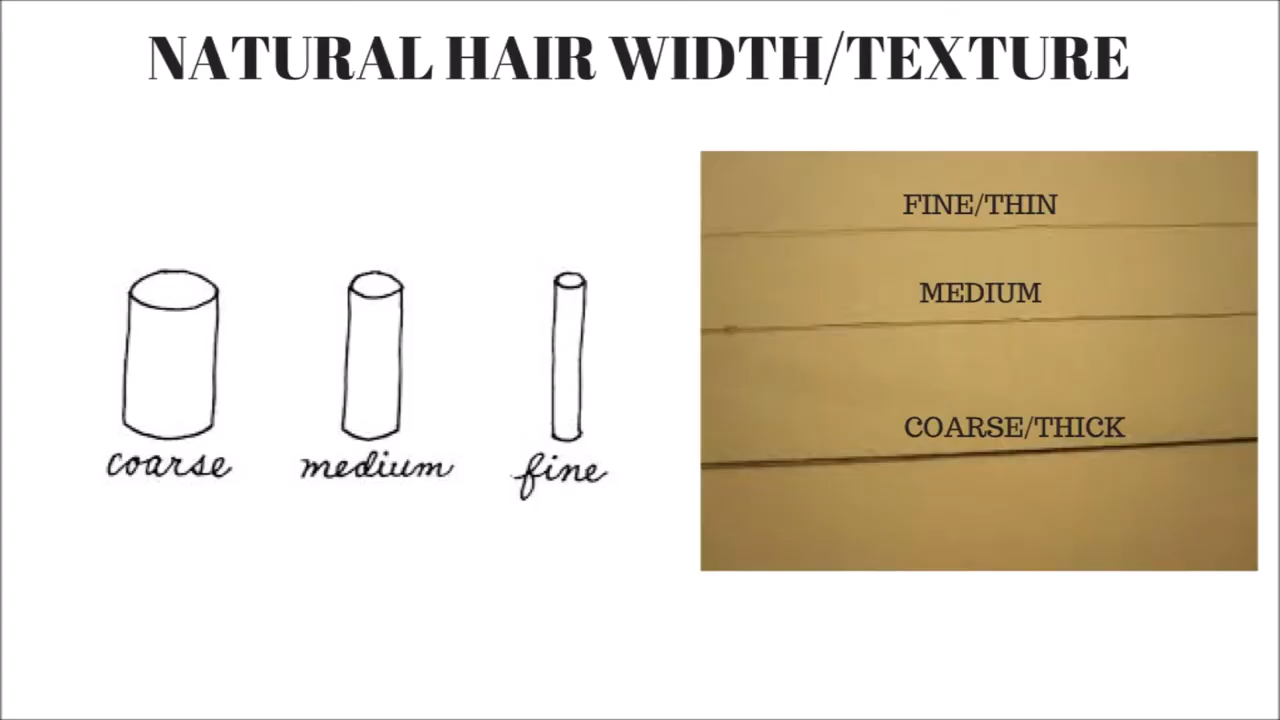 NATURAL HAIR WIDTH/TEXTURE
coarse medium fine
FINE/THIN
MEDIUM
COARSE/THICK